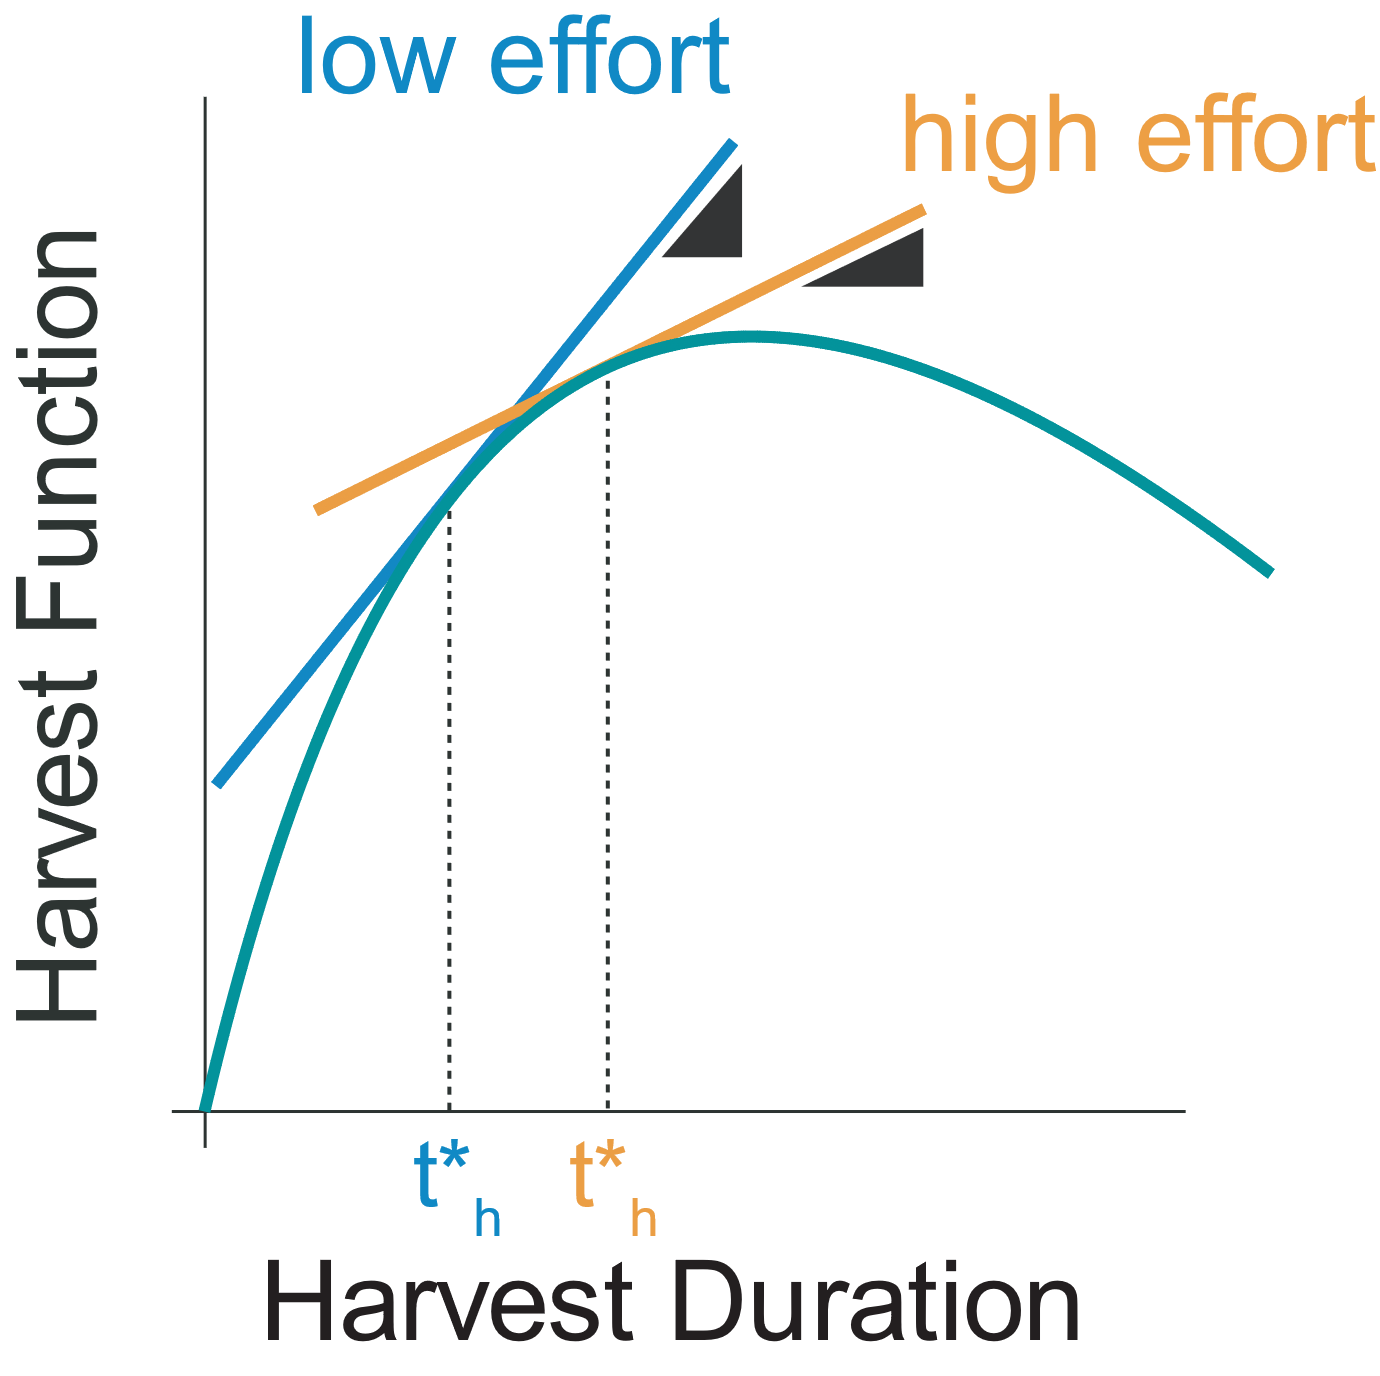 low effort
high effort
Harvest Function
t*h
t*h
Harvest Duration